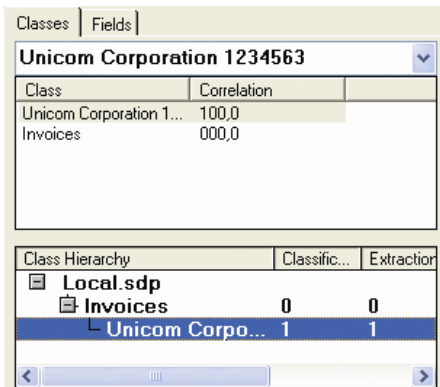 Classes Fields
Unicom Corporation 1234563
Class Correlation
Unicom Corporation 1... 100,0
Invoices 000,0
Class Hierarchy Classific... Extraction
Local.sdp
Invoices 0 0
Unicom Corpo... 1 1